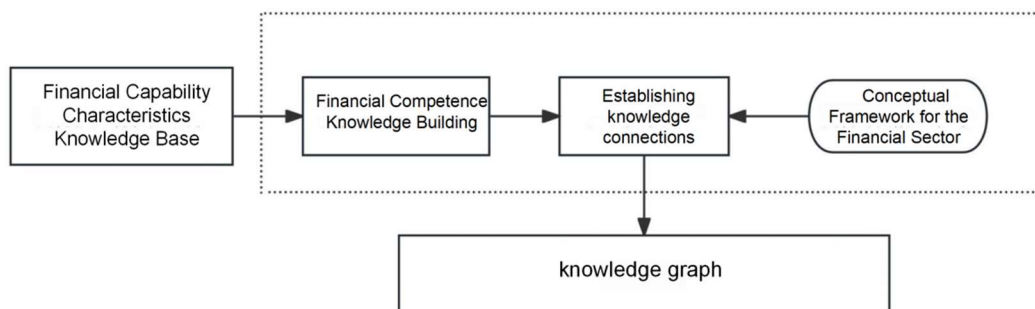 Financial Capability
Characteristics
Knowledge Base
Financial Competence
Knowledge Building
Establishing
knowledge
connections
Conceptual
Framework for the
Financial Sector
knowledge graph